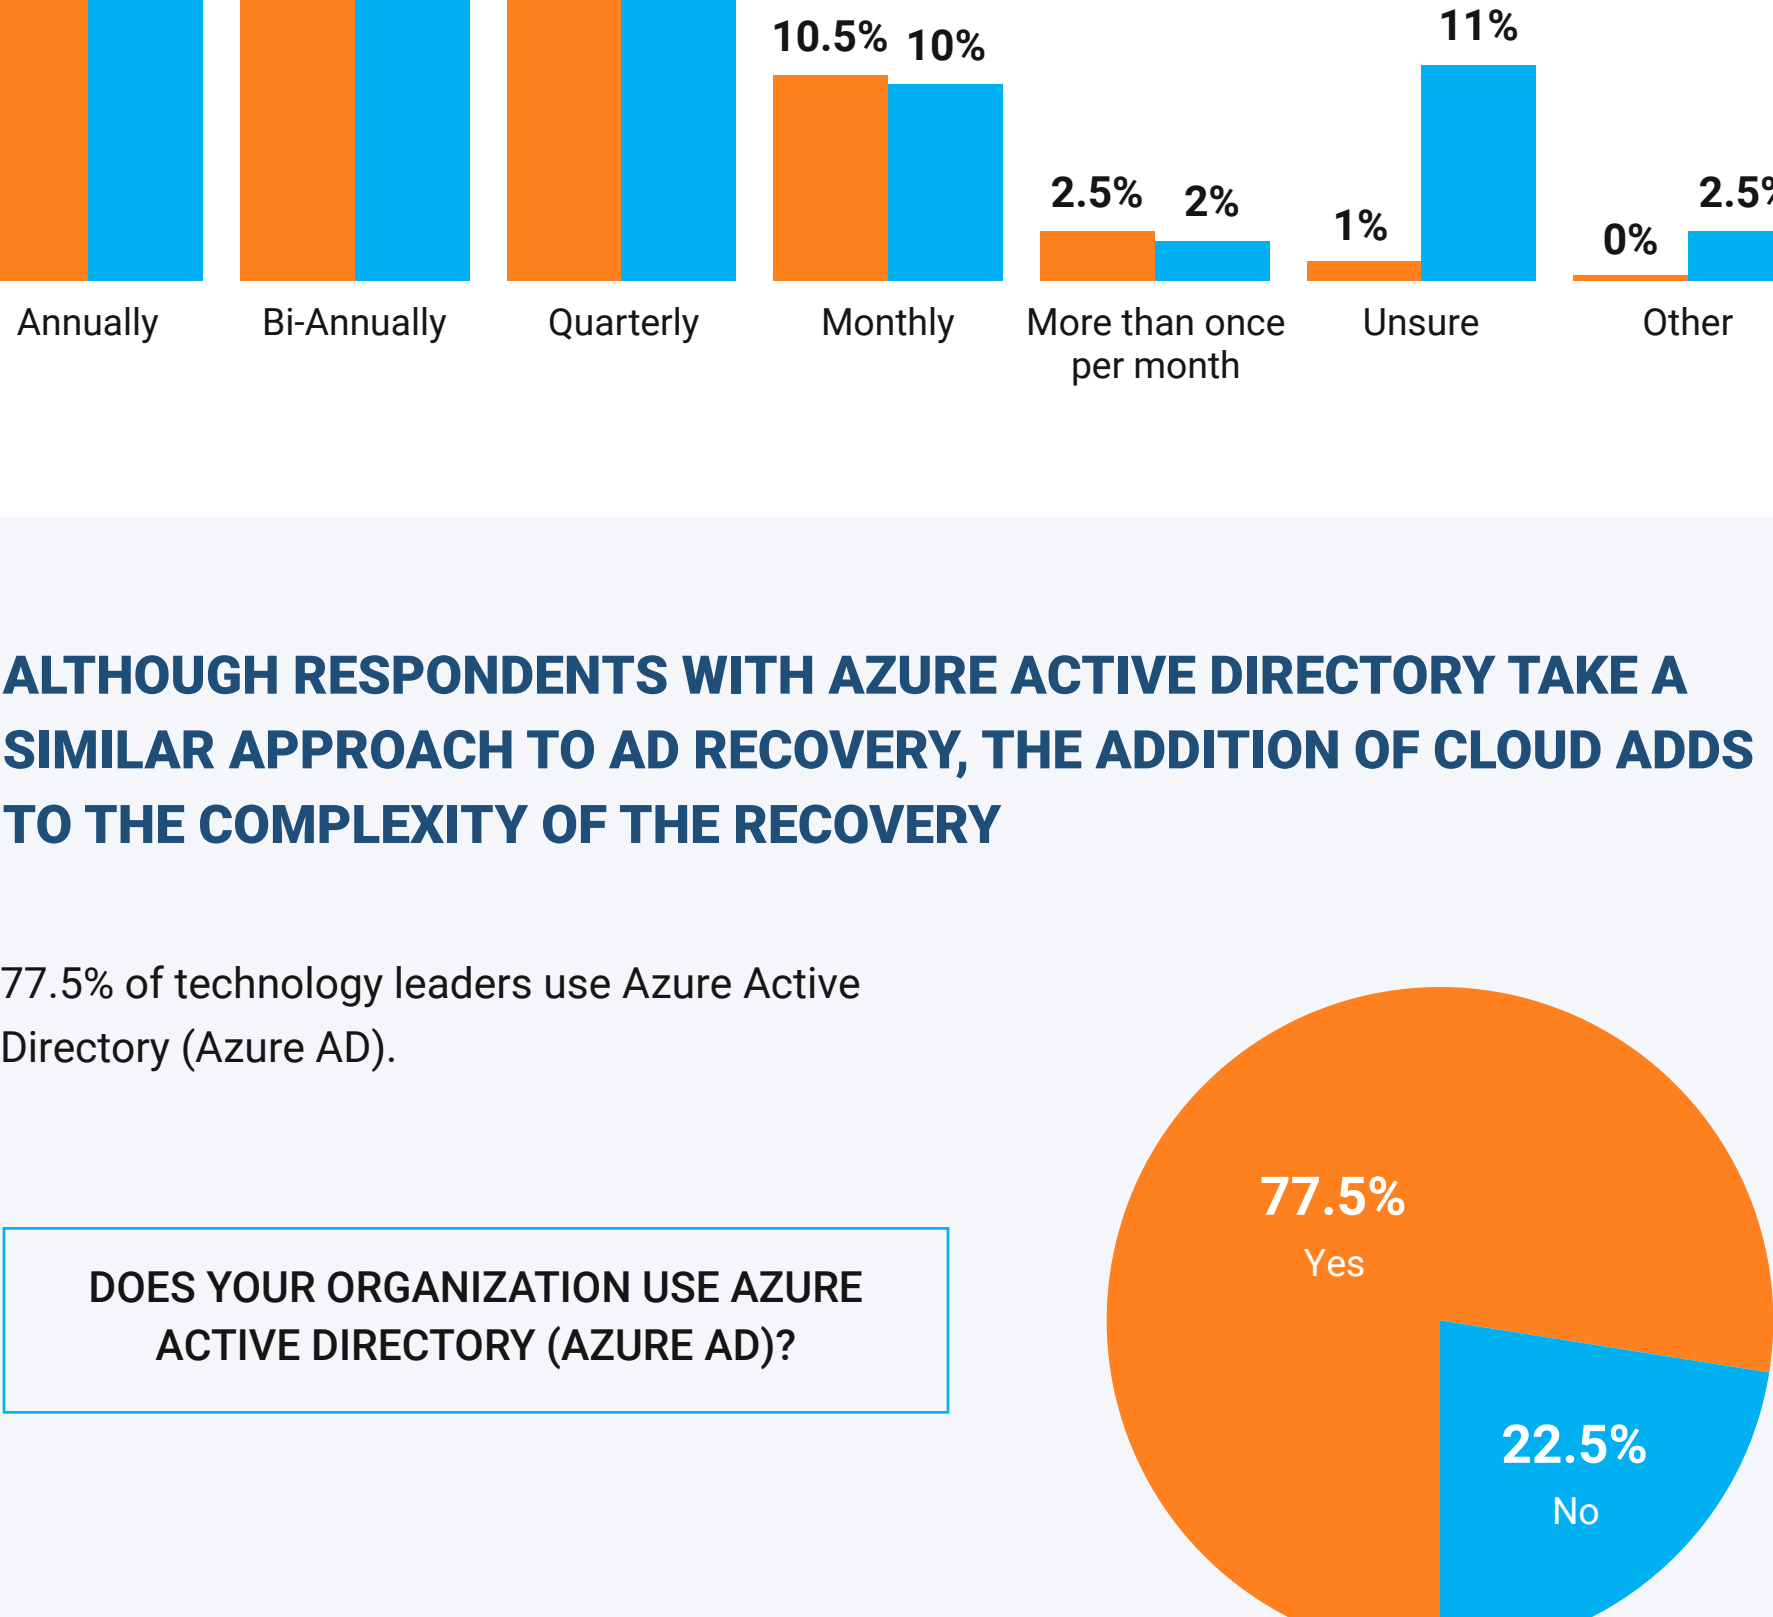 10.5% 10% 11%
2.5% 2% 1% 0% 2.5%
Annually Bi-Annually Quarterly Monthly More than once Unsure Other
per month
ALTHOUGH RESPONDENTS WITH AZURE ACTIVE DIRECTORY TAKE A
SIMILAR APPROACH TO AD RECOVERY, THE ADDITION OF CLOUD ADDS
TO THE COMPLEXITY OF THE RECOVERY
77.5% of technology leaders use Azure Active
Directory (Azure AD).
DOES YOUR ORGANIZATION USE AZURE
ACTIVE DIRECTORY (AZURE AD)?
77.5%
Yes
22.5%
No